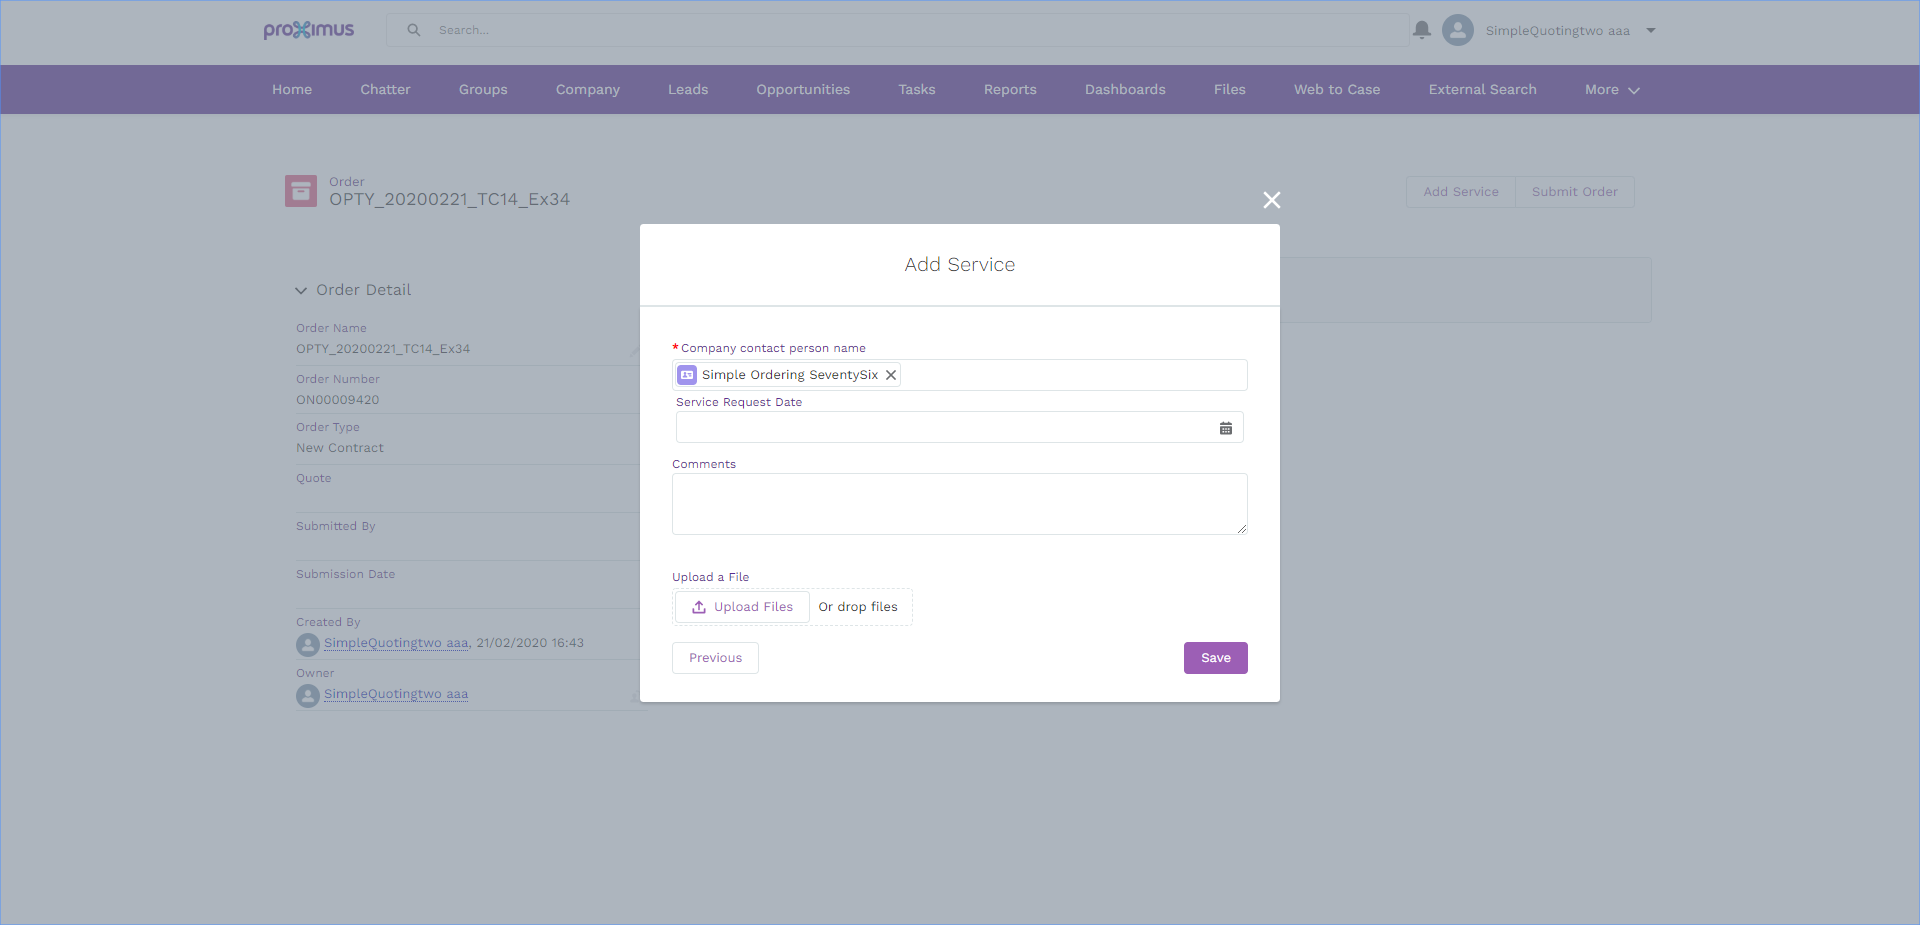 proximus
Search...
SimpleQuotingtwo aaa
Home Chatter Groups Company Leads Opportunities Tasks Reports Dashboards Files Web to Case External Search More
Order
OPTY_20200221_TC14_Ex34
Add Service Submit Order
Order Detail
Order Name
OPTY_20200221_TC14_Ex34
Order Number
ON00009420
Order Type
New Contract
Quote
Submitted By
Submission Date
Created By
SimpleQuotingtwo aaa, 21/02/2020 16:43
Owner
SimpleQuotingtwo aaa
Add Service
*Company contact person name
Simple Ordering SeventySix
Service Request Date
Comments
Upload a File
Upload Files Or drop files
Previous Save